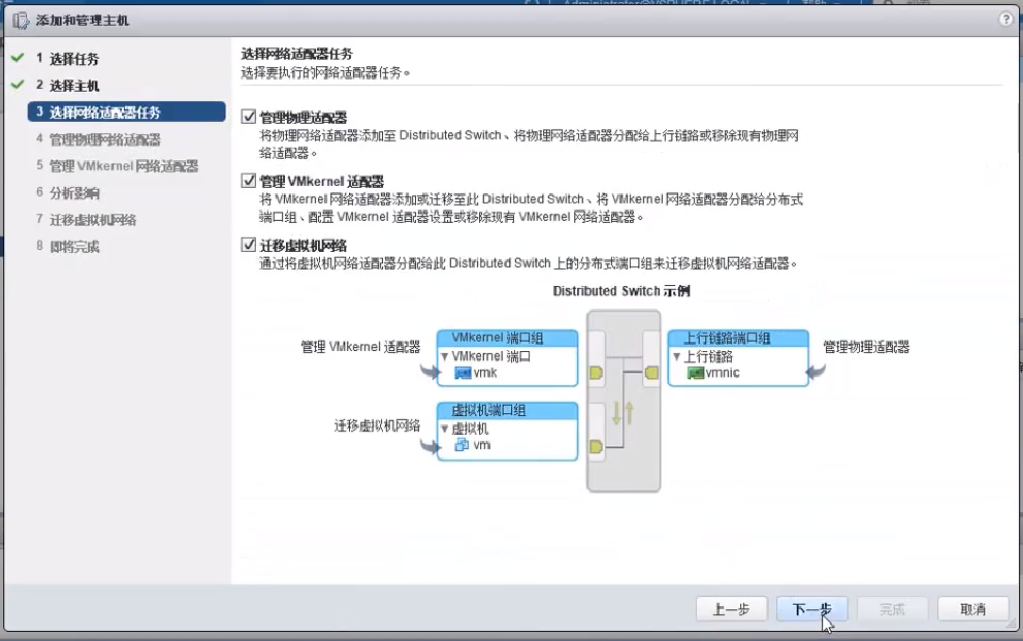 Administrator@VSPHERE.LOCAL
帮助
添加和管理主机
1 选择任务
2 选择主机
3 选择网络适配器任务
4 管理物理网络适配器
5 管理 VMkernel 网络适配器
6 分析影响
7 迁移虚拟机网络
8 即将完成
选择网络适配器任务
选择要执行的网络适配器任务。
管理物理适配器
将物理网络适配器添加至 Distributed Switch、将物理网络适配器分配给上行链路或移除现有物理网
络适配器。
管理 VMkernel 适配器
将 VMkernel 网络适配器添加或迁移至此 Distributed Switch、将 VMkernel 网络适配器分配给分布式
端口组、配置 VMkernel 适配器设置或移除现有 VMkernel 网络适配器。
迁移虚拟机网络
通过将虚拟机网络适配器分配给此 Distributed Switch 上的分布式端口组来迁移虚拟机网络适配器。
Distributed Switch 示例
管理 VMkernel 适配器
VMkernel 端口组
VMkernel 端口
vmk
上行链路端口组
上行链路
vmnic
管理物理适配器
迁移虚拟机网络
虚拟机端口组
虚拟机
vm
上一步
下一步
完成
取消